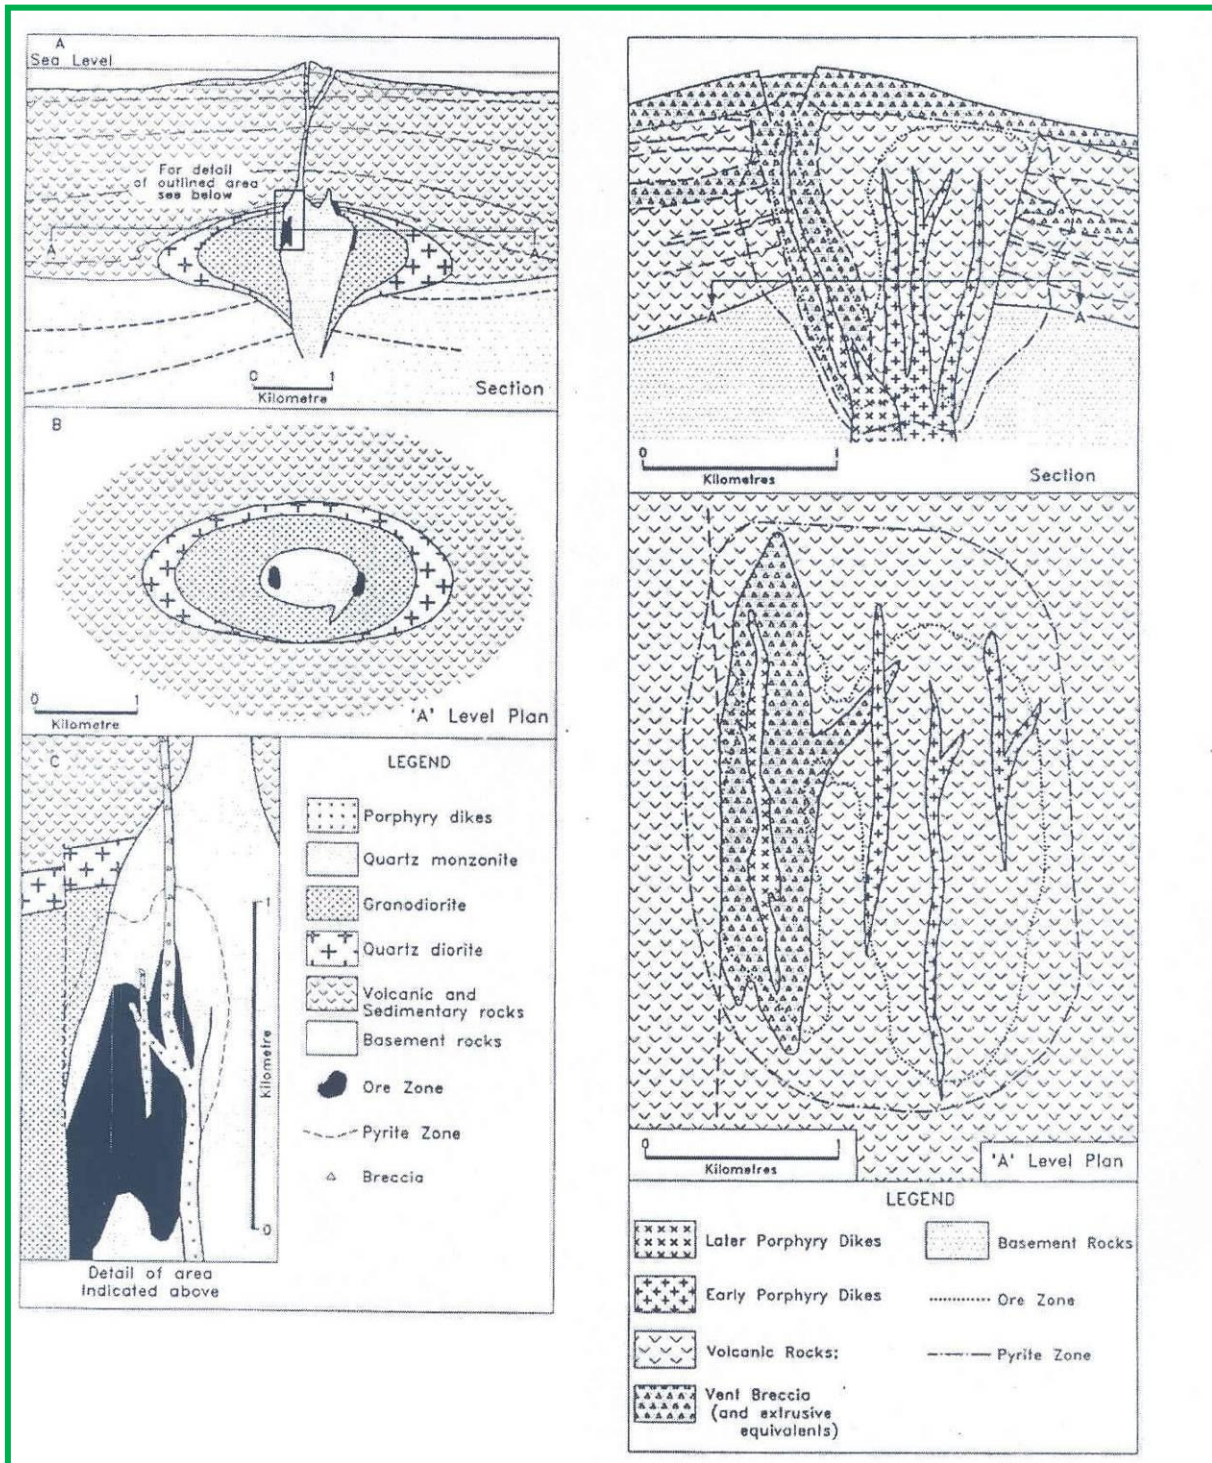 A
Sea Level
For detail
of outlined area
see below
A
A
0 1
Kilometre
Section
B
0 1
Kilometre
'A' Level Plan
C
1
Kilometre
0
Detail of area
Indicated above
LEGEND
Porphyry dikes
Quartz monzonite
Granodiorite
Quartz diorite
Volcanic and
Sedimentary rocks
Basement rocks
Ore Zone
Pyrite Zone
Breccia
A
A
0 1
Kilometres
Section
0 1
Kilometres
'A' Level Plan
LEGEND
Later Porphyry Dikes
Early Porphyry Dikes
Volcanic Rocks;
Vent Breccia
(and extrusive
equivalents)
Basement Rocks
Ore Zone
Pyrite Zone